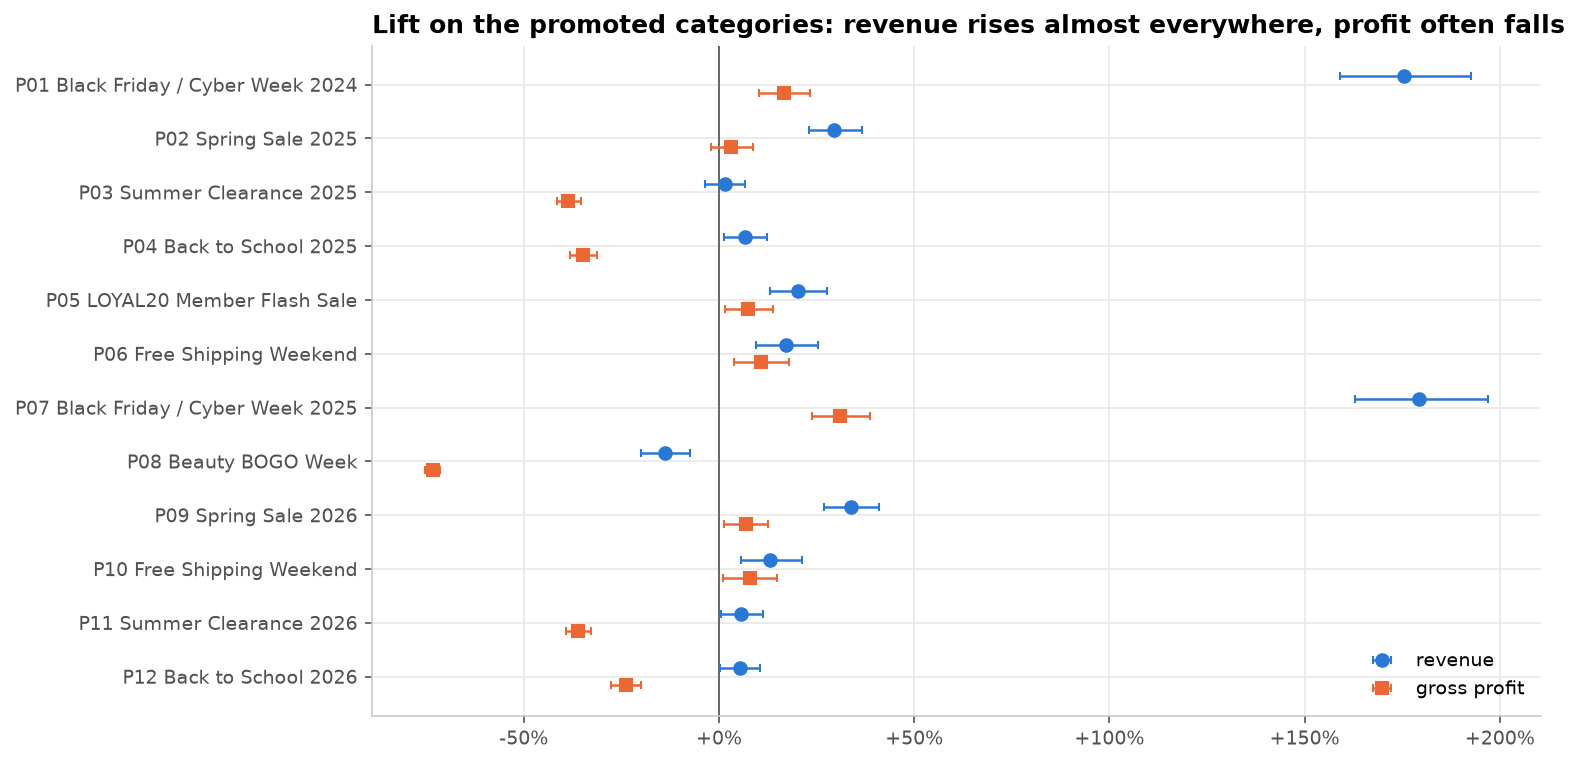 Lift on the promoted categories: revenue rises almost everywhere, profit often falls
P01 Black Friday / Cyber Week 2024
P02 Spring Sale 2025
P03 Summer Clearance 2025
P04 Back to School 2025
P05 LOYAL20 Member Flash Sale
P06 Free Shipping Weekend
P07 Black Friday / Cyber Week 2025
P08 Beauty BOGO Week
P09 Spring Sale 2026
P10 Free Shipping Weekend
P11 Summer Clearance 2026
P12 Back to School 2026
revenue
gross profit
-50% +0% +50% +100% +150% +200%